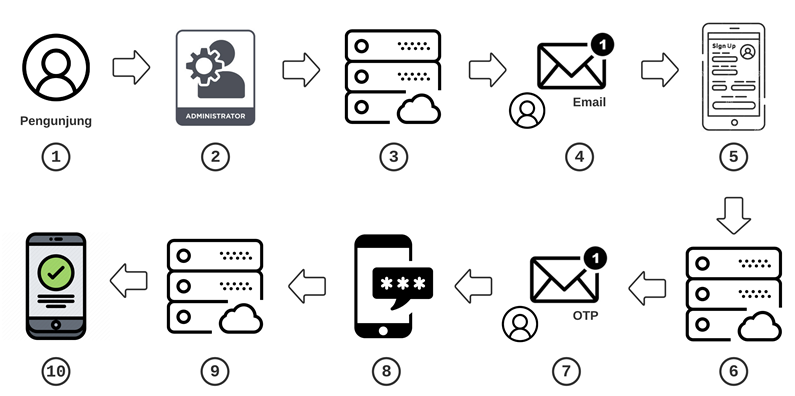 Pengunjung
ADMINISTRATOR
1
Email
Sign Up
1
2
3
4
5
1
OTP
10
9
8
7
6